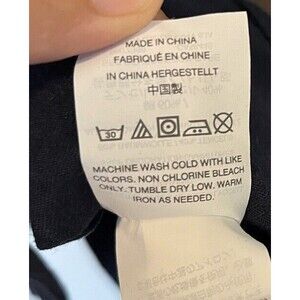 MADE IN CHINA
FABRIQUÉ EN CHINE
IN CHINA HERGESTELLT
中国製
30
MACHINE WASH COLD WITH LIKE
COLORS. NON CHLORINE BLEACH
ONLY. TUMBLE DRY LOW. WARM
IRON AS NEEDED.